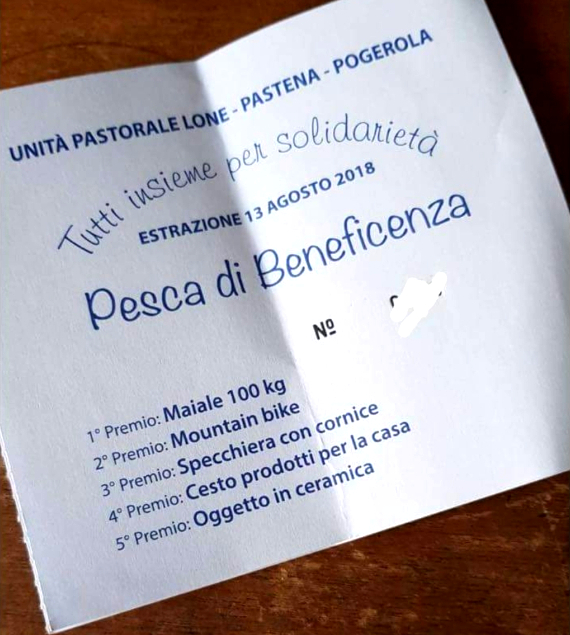 UNITÀ PASTORALE LONE - PASTENA - POGEROLA
Tutti insieme per solidarietà
ESTRAZIONE 13 AGOSTO 2018
Pesca di Beneficenza
Nº
1° Premio: Maiale 100 kg
2° Premio: Mountain bike
3° Premio: Specchiera con cornice
4° Premio: Cesto prodotti per la casa
5° Premio: Oggetto in ceramica